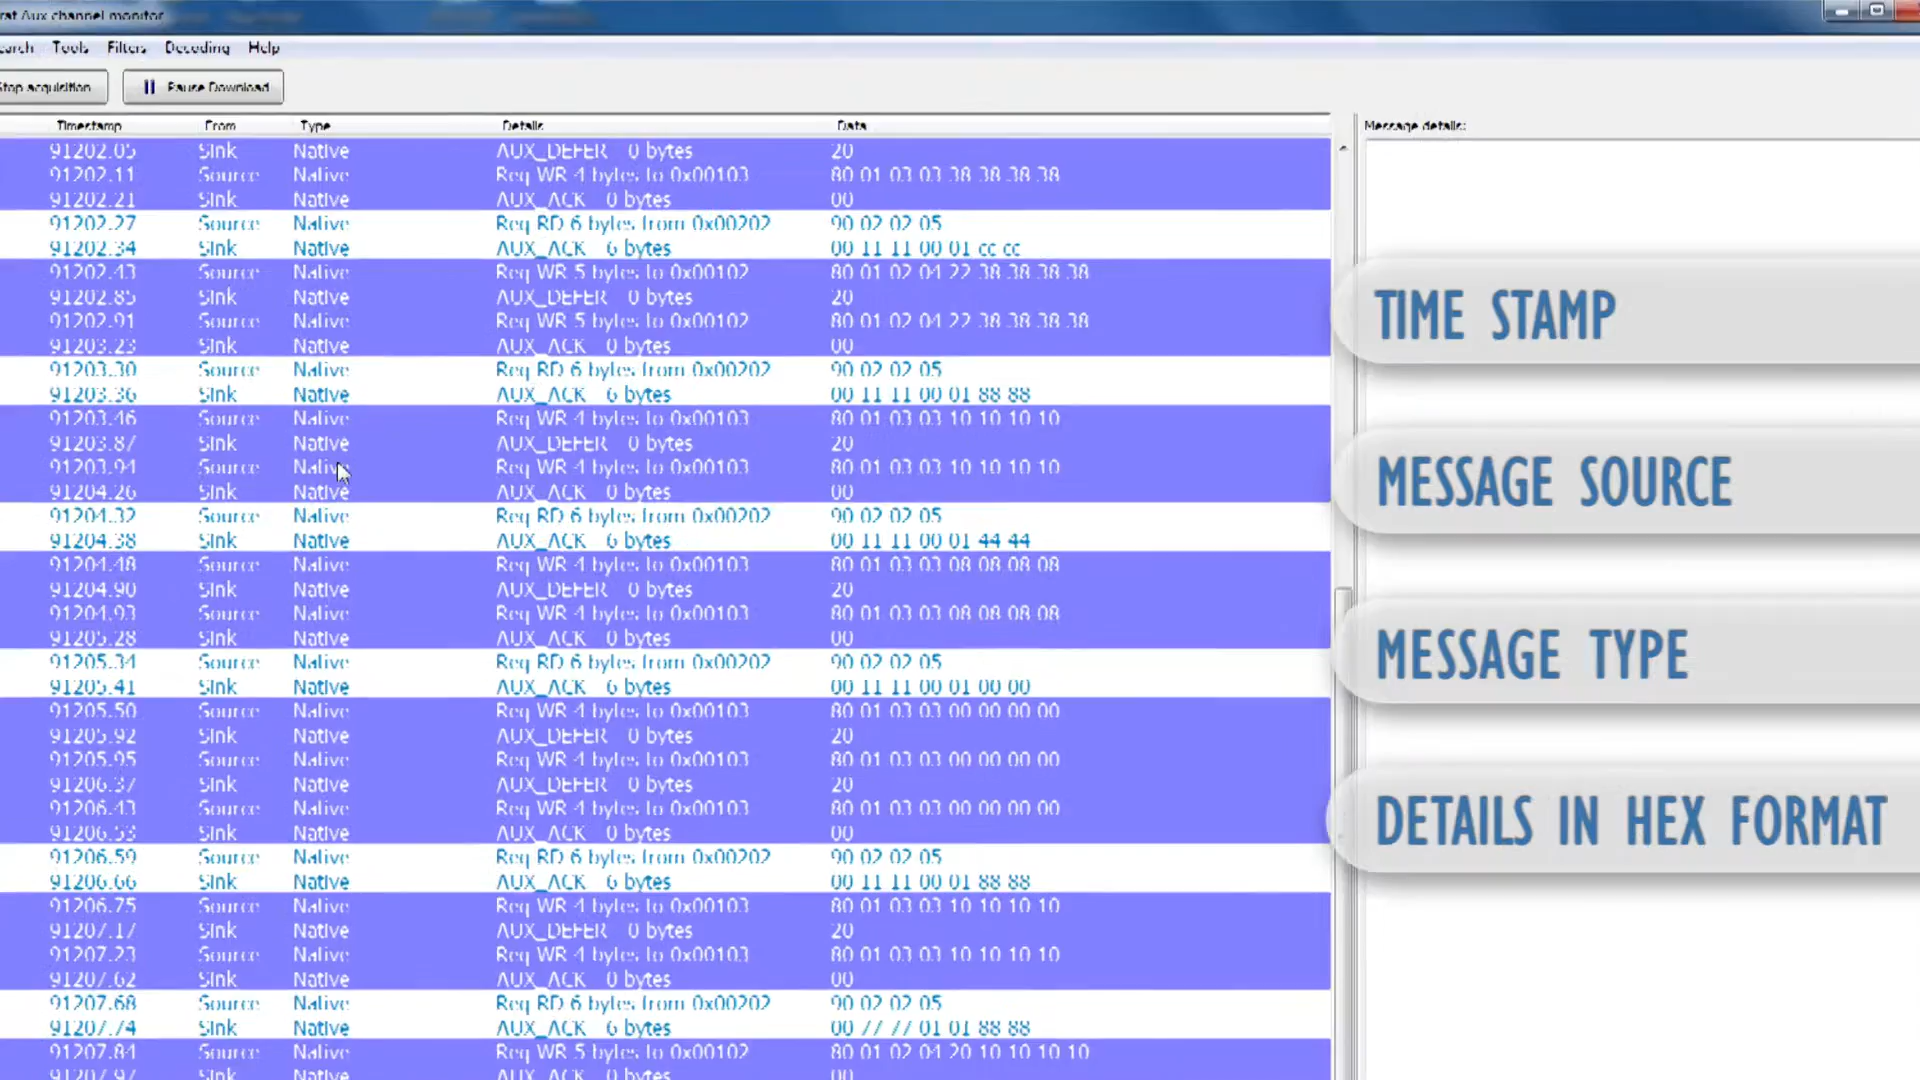 rat Aux channel monitor
earch Tools Filters Decoding Help
Stop acquisition Pause Download
Timestamp From Type Details Data Message details:
91202.05 Sink Native AUX_DEFER 0 bytes 20
91202.11 Source Native Req WR 4 bytes to 0x00103 80 01 03 03 38 38 38 38
91202.21 Sink Native AUX_ACK 0 bytes 00
91202.27 Source Native Req RD 6 bytes from 0x00202 90 02 02 05
91202.34 Sink Native AUX_ACK 6 bytes 00 11 11 00 01 cc cc
91202.43 Source Native Req WR 5 bytes to 0x00102 80 01 02 04 22 38 38 38 38
91202.85 Sink Native AUX_DEFER 0 bytes 20
91202.91 Source Native Req WR 5 bytes to 0x00102 80 01 02 04 22 38 38 38 38
91203.23 Sink Native AUX_ACK 0 bytes 00
91203.30 Source Native Req RD 6 bytes from 0x00202 90 02 02 05
91203.36 Sink Native AUX_ACK 6 bytes 00 11 11 00 01 88 88
91203.46 Source Native Req WR 4 bytes to 0x00103 80 01 03 03 10 10 10 10
91203.87 Sink Native AUX_DEFER 0 bytes 20
91203.94 Source Native Req WR 4 bytes to 0x00103 80 01 03 03 10 10 10 10
91204.26 Sink Native AUX_ACK 0 bytes 00
91204.32 Source Native Req RD 6 bytes from 0x00202 90 02 02 05
91204.38 Sink Native AUX_ACK 6 bytes 00 11 11 00 01 44 44
91204.48 Source Native Req WR 4 bytes to 0x00103 80 01 03 03 08 08 08 08
91204.90 Sink Native AUX_DEFER 0 bytes 20
91204.93 Source Native Req WR 4 bytes to 0x00103 80 01 03 03 08 08 08 08
91205.28 Sink Native AUX_ACK 0 bytes 00
91205.34 Source Native Req RD 6 bytes from 0x00202 90 02 02 05
91205.41 Sink Native AUX_ACK 6 bytes 00 11 11 00 01 00 00
91205.50 Source Native Req WR 4 bytes to 0x00103 80 01 03 03 00 00 00 00
91205.92 Sink Native AUX_DEFER 0 bytes 20
91205.95 Source Native Req WR 4 bytes to 0x00103 80 01 03 03 00 00 00 00
91206.37 Sink Native AUX_DEFER 0 bytes 20
91206.43 Source Native Req WR 4 bytes to 0x00103 80 01 03 03 00 00 00 00
91206.53 Sink Native AUX_ACK 0 bytes 00
91206.59 Source Native Req RD 6 bytes from 0x00202 90 02 02 05
91206.66 Sink Native AUX_ACK 6 bytes 00 11 11 00 01 88 88
91206.75 Source Native Req WR 4 bytes to 0x00103 80 01 03 03 10 10 10 10
91207.17 Sink Native AUX_DEFER 0 bytes 20
91207.23 Source Native Req WR 4 bytes to 0x00103 80 01 03 03 10 10 10 10
91207.62 Sink Native AUX_ACK 0 bytes 00
91207.68 Source Native Req RD 6 bytes from 0x00202 90 02 02 05
91207.74 Sink Native AUX_ACK 6 bytes 00 77 77 01 01 88 88
91207.84 Source Native Req WR 5 bytes to 0x00102 80 01 02 04 20 10 10 10 10
91207.97 Sink Native AUX_ACK 0 bytes 00
TIME STAMP
MESSAGE SOURCE
MESSAGE TYPE
DETAILS IN HEX FORMAT